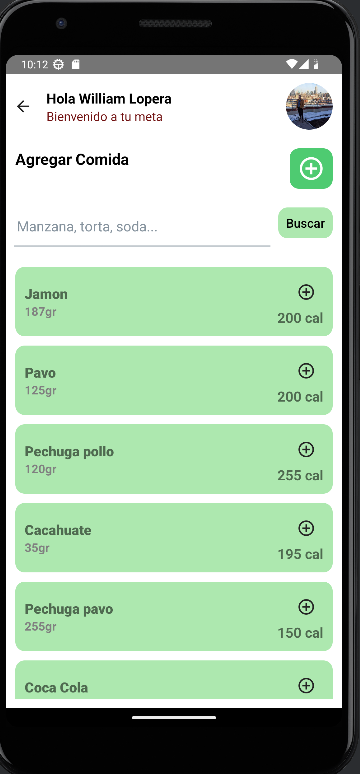 10:12
Hola William Lopera
Bienvenido a tu meta
Agregar Comida
Manzana, torta, soda...
Buscar
Jamon
187gr
200 cal
Pavo
125gr
200 cal
Pechuga pollo
120gr
255 cal
Cacahuate
35gr
195 cal
Pechuga pavo
255gr
150 cal
Coca Cola